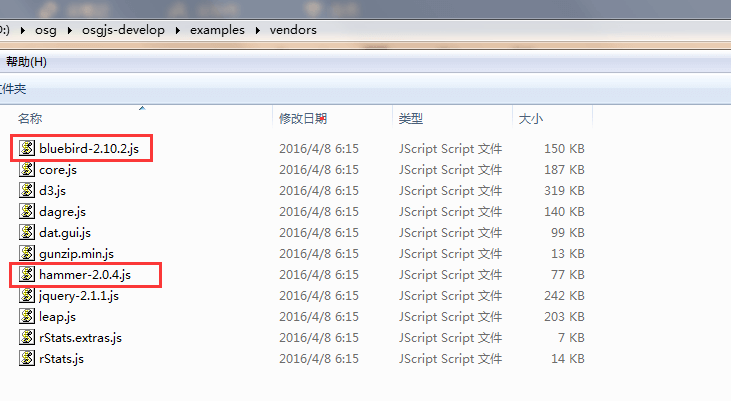 ):) ▸ osg ▸ osgjs-develop ▸ examples ▸ vendors
帮助(H)
文件夹
名称 修改日期 类型 大小
bluebird-2.10.2.js 2016/4/8 6:15 JScript Script 文件 150 KB
core.js 2016/4/8 6:15 JScript Script 文件 187 KB
d3.js 2016/4/8 6:15 JScript Script 文件 319 KB
dagre.js 2016/4/8 6:15 JScript Script 文件 140 KB
dat.gui.js 2016/4/8 6:15 JScript Script 文件 99 KB
gunzip.min.js 2016/4/8 6:15 JScript Script 文件 13 KB
hammer-2.0.4.js 2016/4/8 6:15 JScript Script 文件 77 KB
jquery-2.1.1.js 2016/4/8 6:15 JScript Script 文件 242 KB
leap.js 2016/4/8 6:15 JScript Script 文件 203 KB
rStats.extras.js 2016/4/8 6:15 JScript Script 文件 7 KB
rStats.js 2016/4/8 6:15 JScript Script 文件 14 KB